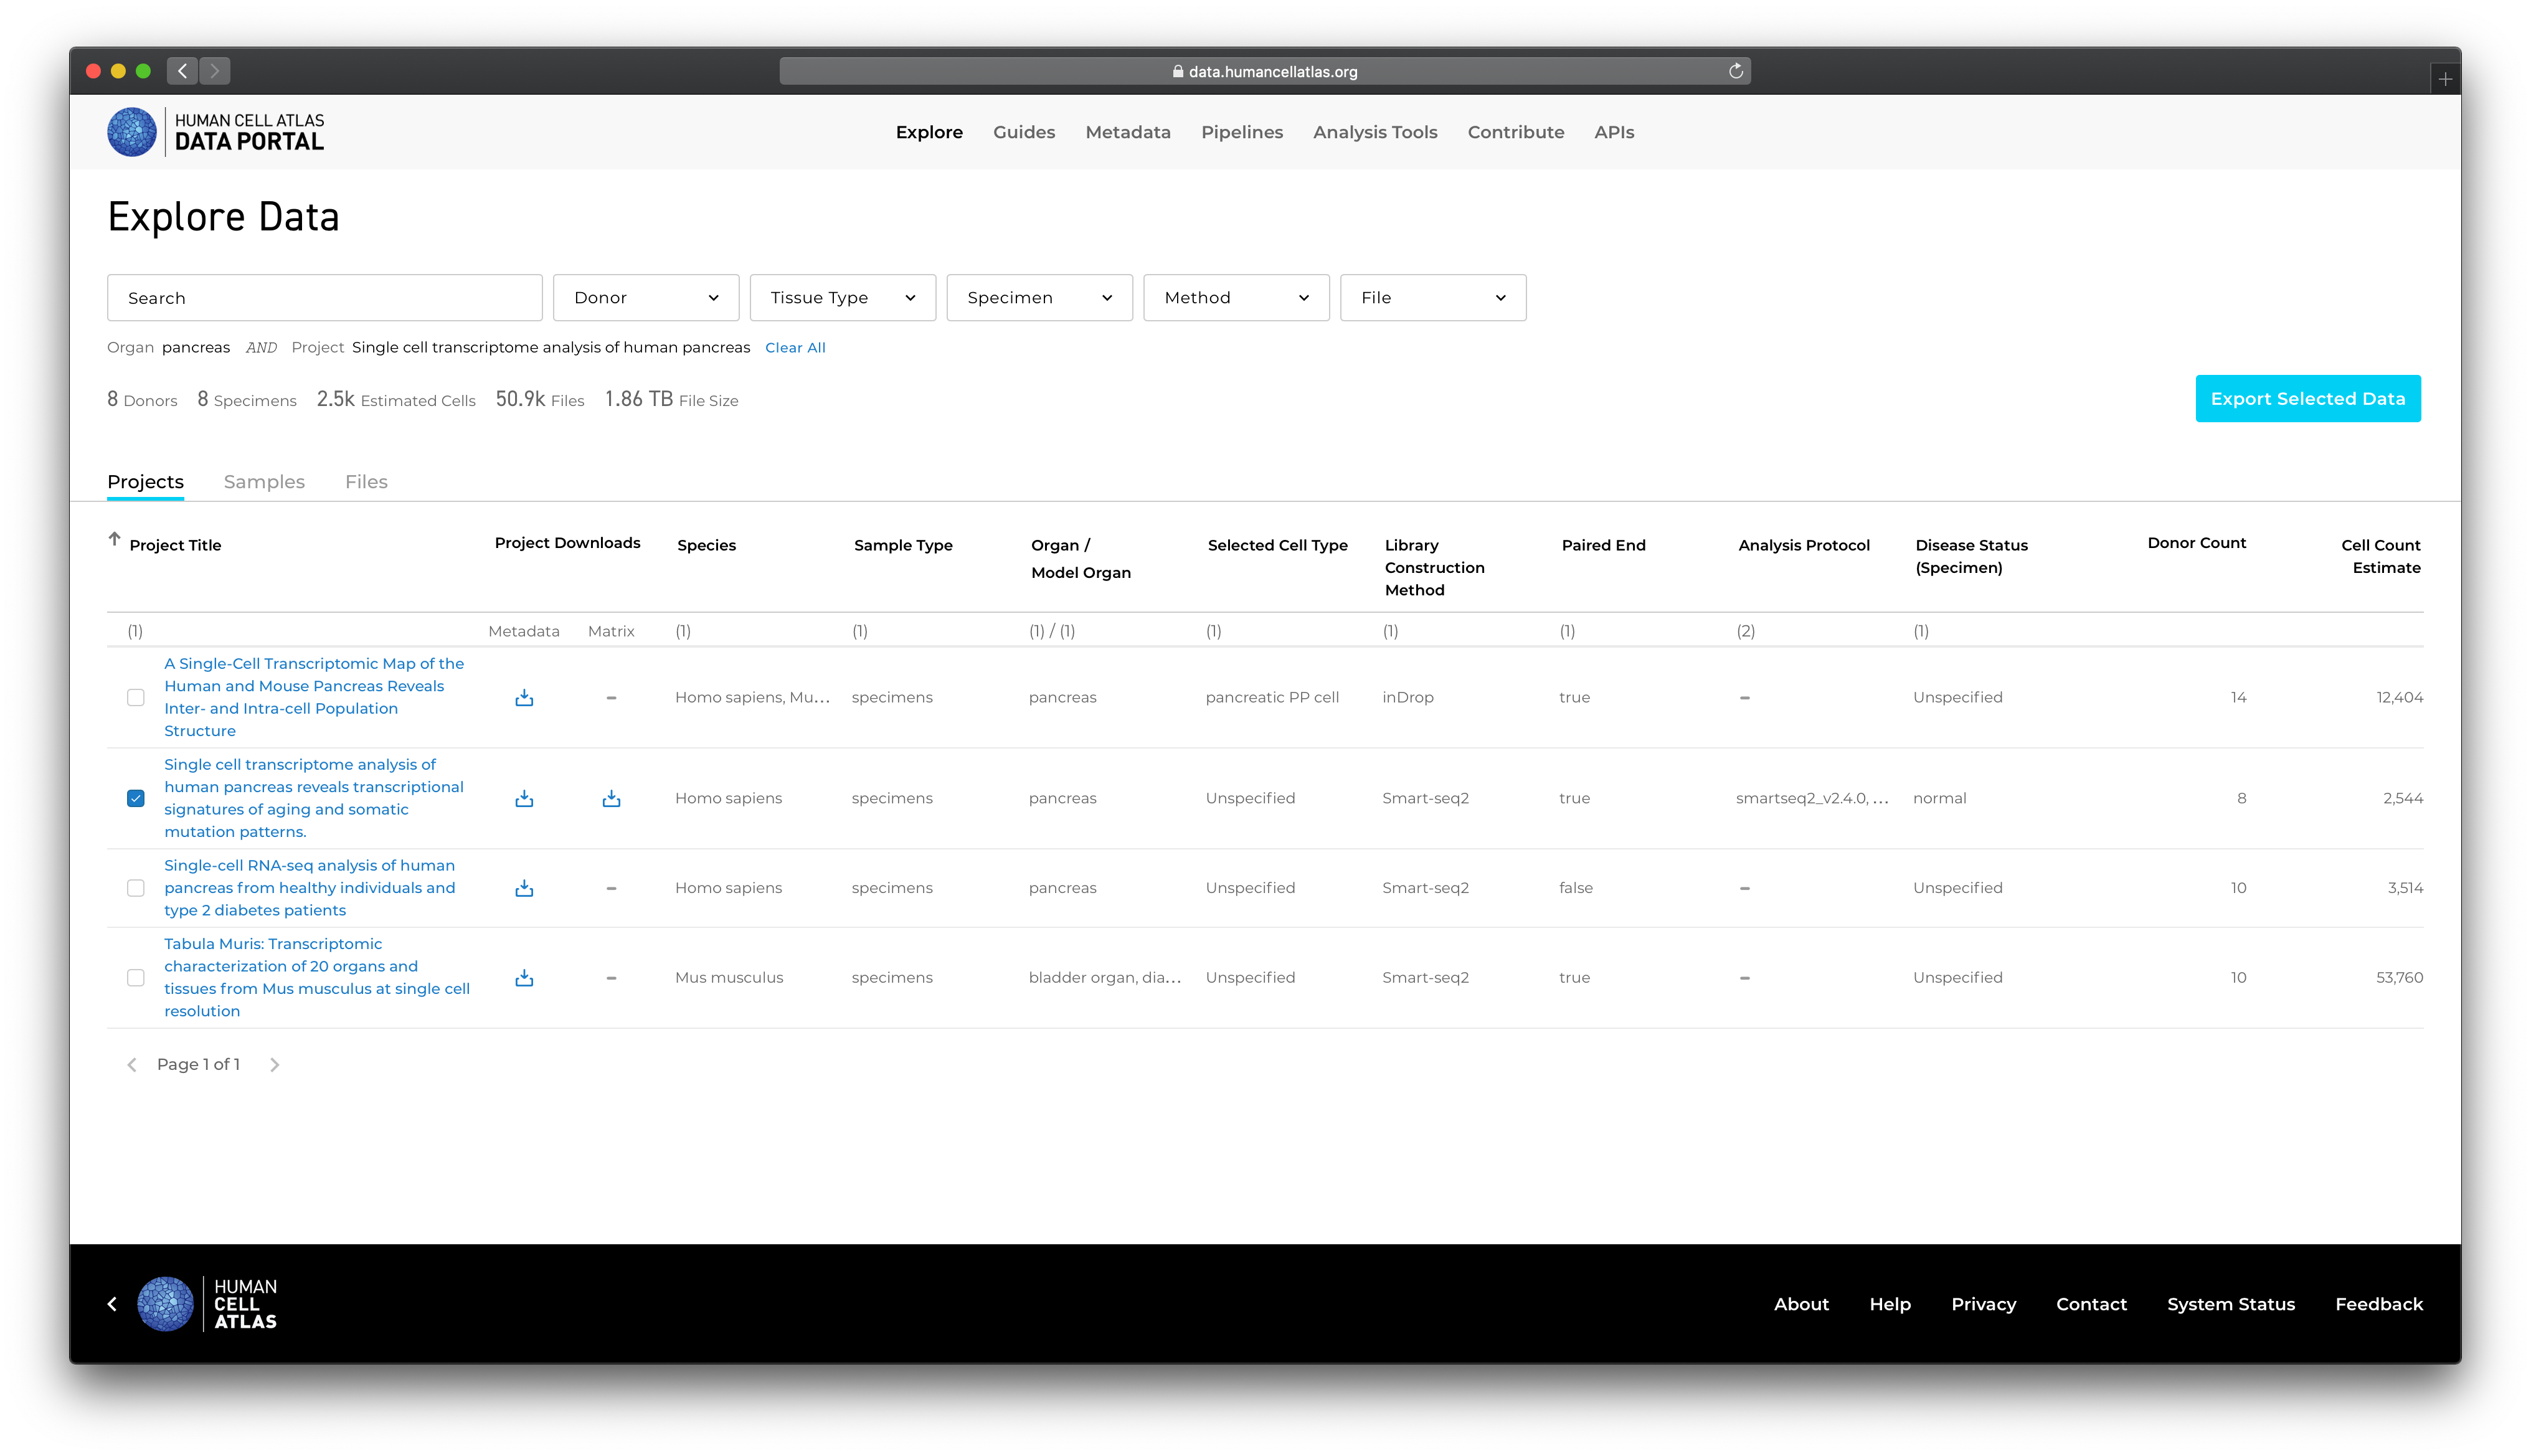 data.humancellatlas.org
HUMAN CELL ATLAS
DATA PORTAL
Explore Guides Metadata Pipelines Analysis Tools Contribute APIs
Explore Data
Search Donor Tissue Type Specimen Method File
Organ pancreas AND Project Single cell transcriptome analysis of human pancreas Clear All
8 Donors 8 Specimens 2.5k Estimated Cells 50.9k Files 1.86 TB File Size
Export Selected Data
Projects Samples Files
Project Title
Project Downloads
Species
Sample Type
Organ /
Model Organ
Selected Cell Type
Library
Construction
Method
Paired End
Analysis Protocol
Disease Status
(Specimen)
Donor Count
Cell Count
Estimate
(1) Metadata Matrix (1) (1) (1) / (1) (1) (1) (1) (2) (1)
A Single-Cell Transcriptomic Map of the
Human and Mouse Pancreas Reveals
Inter- and Intra-cell Population
Structure
– Homo sapiens, Mu... specimens pancreas pancreatic PP cell inDrop true – Unspecified 14 12,404
Single cell transcriptome analysis of
human pancreas reveals transcriptional
signatures of aging and somatic
mutation patterns.
Homo sapiens specimens pancreas Unspecified Smart-seq2 true smartseq2_v2.4.0, ... normal 8 2,544
Single-cell RNA-seq analysis of human
pancreas from healthy individuals and
type 2 diabetes patients
– Homo sapiens specimens pancreas Unspecified Smart-seq2 false – Unspecified 10 3,514
Tabula Muris: Transcriptomic
characterization of 20 organs and
tissues from Mus musculus at single cell
resolution
– Mus musculus specimens bladder organ, dia... Unspecified Smart-seq2 true – Unspecified 10 53,760
Page 1 of 1
HUMAN
CELL
ATLAS
About Help Privacy Contact System Status Feedback